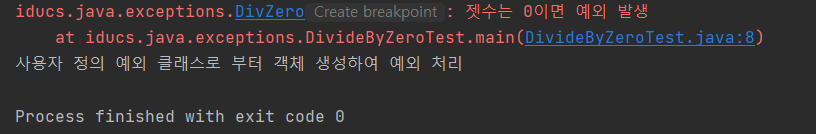 iducs.java.exceptions.DivZero Create breakpoint : 젯수는 0이면 예외 발생
at iducs.java.exceptions.DivideByZeroTest.main(DivideByZeroTest.java:8)
사용자 정의 예외 클래스로 부터 객체 생성하여 예외 처리
Process finished with exit code 0